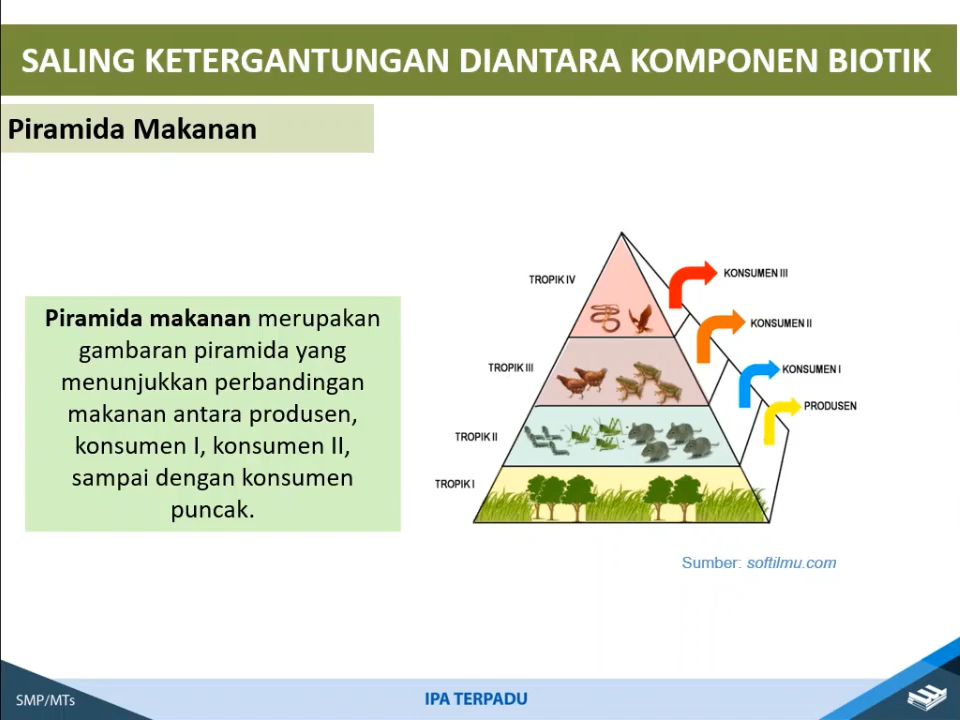 SALING KETERGANTUNGAN DIANTARA KOMPONEN BIOTIK
Piramida Makanan
Piramida makanan merupakan
gambaran piramida yang
menunjukkan perbandingan
makanan antara produsen,
konsumen I, konsumen II,
sampai dengan konsumen
puncak.
TROPIK IV
KONSUMEN III
KONSUMEN II
TROPIK III
KONSUMEN I
PRODUSEN
TROPIK II
TROPIK I
Sumber: softilmu.com
SMP/MTs
IPA TERPADU